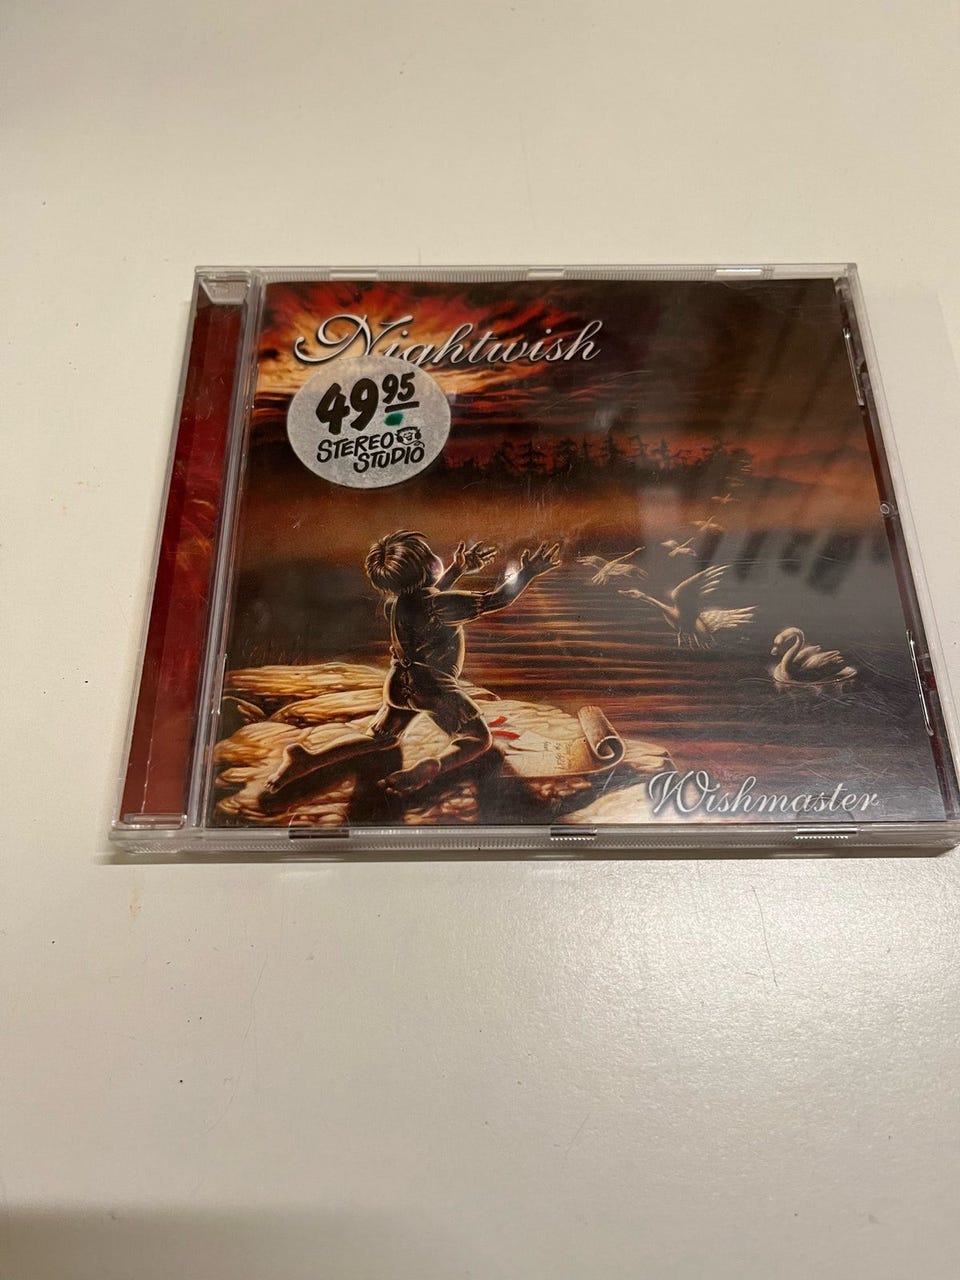 Nightwish
49 95
STEREO
STUDIO
Wishmaster